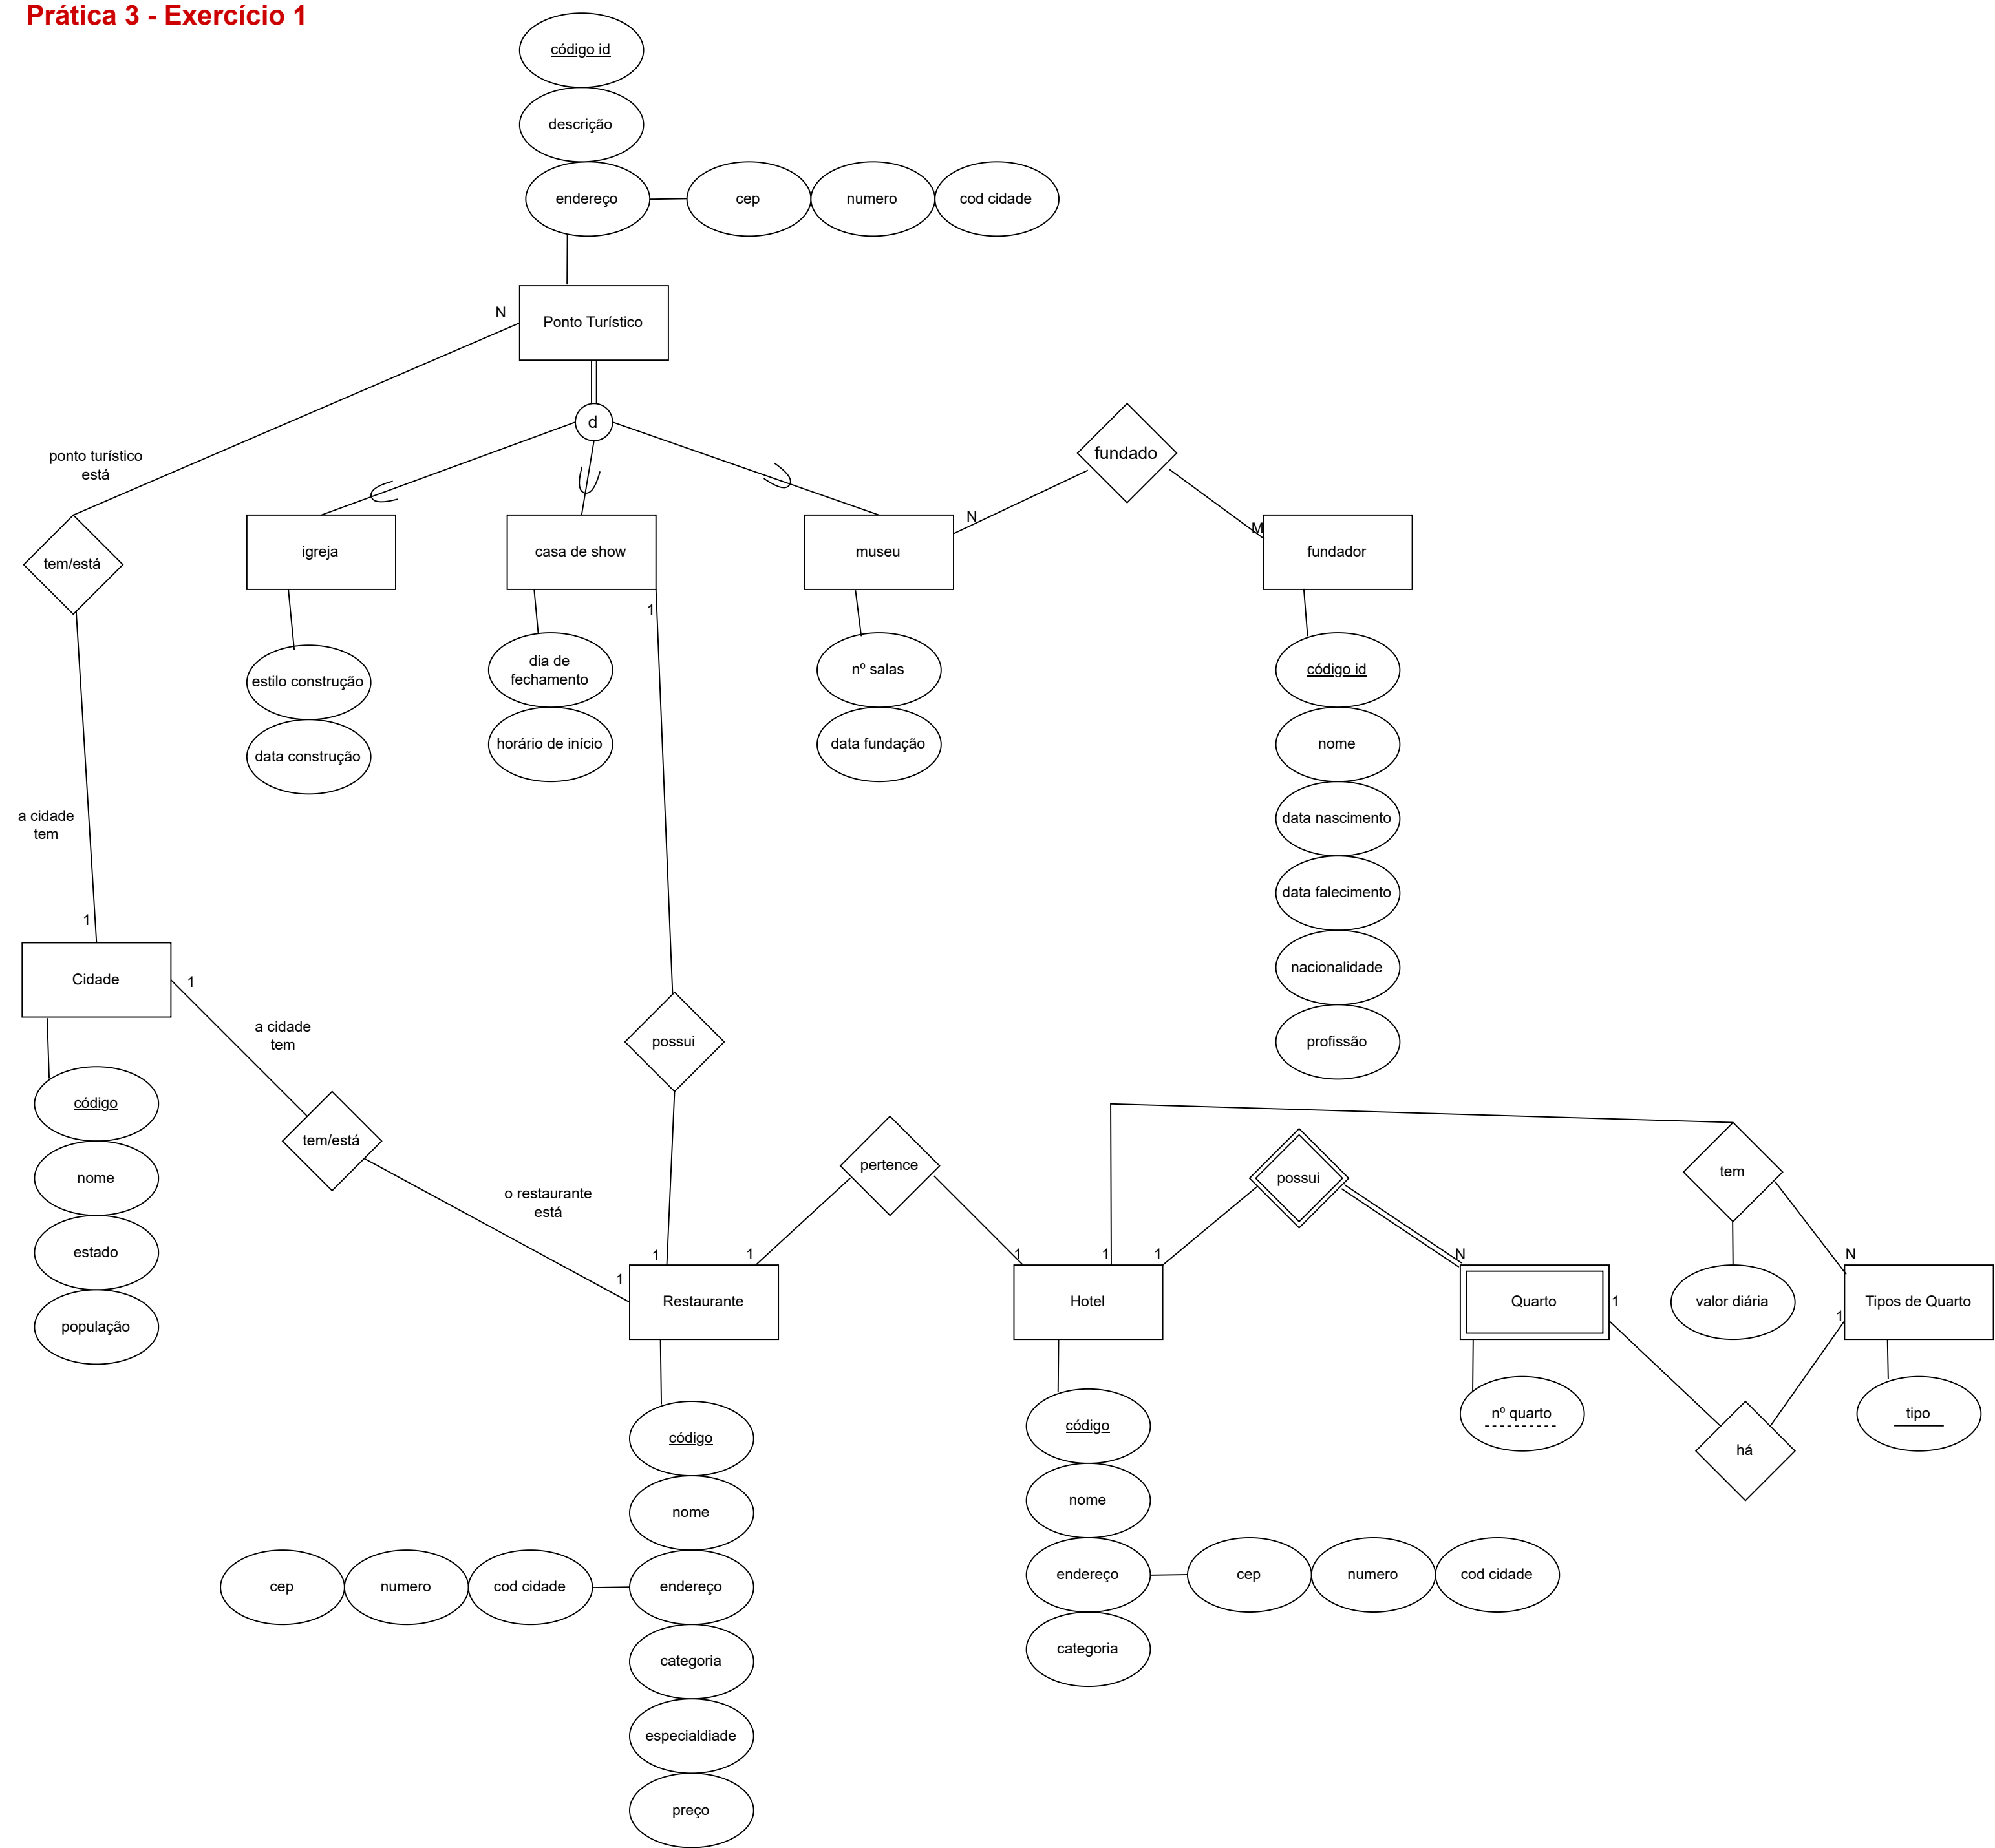 Prática 3 - Exercício 1
código id
descrição
endereço
cep
numero
cod cidade
N
Ponto Turístico
d
ponto turístico
está
fundado
N
M
tem/está
igreja
casa de show
museu
fundador
1
estilo construção
data construção
dia de
fechamento
horário de início
nº salas
data fundação
código id
nome
data nascimento
data falecimento
nacionalidade
profissão
a cidade
tem
1
Cidade
1
a cidade
tem
possui
código
nome
estado
população
tem/está
o restaurante
está
pertence
possui
tem
1
1
1
1
1
1
N
N
Restaurante
Hotel
Quarto
1
valor diária
Tipos de Quarto
1
código
nome
endereço
cod cidade
numero
cep
categoria
especialdiade
preço
código
nome
endereço
cep
numero
cod cidade
categoria
nº quarto
há
tipo